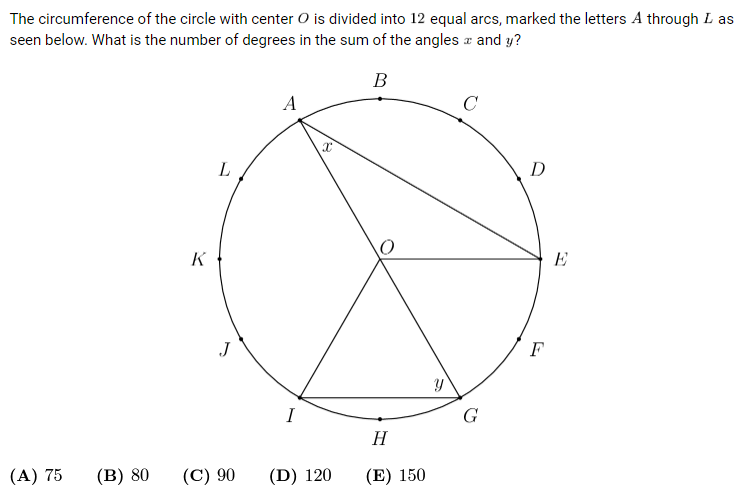 The circumference of the circle with center O is divided into 12 equal arcs, marked the letters A through L as
seen below. What is the number of degrees in the sum of the angles x and y?
B
A
C
x
L
D
O
K
E
J
F
y
I
G
H
(A) 75 (B) 80 (C) 90 (D) 120 (E) 150